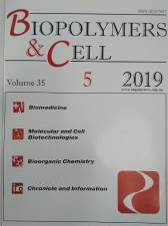 BIOPOLYMERS
& CELL
Volume 35
5
2019
Biomedicine
Molecular and Cell
Biotechnologies
Bioorganic Chemistry
Chronicle and Information